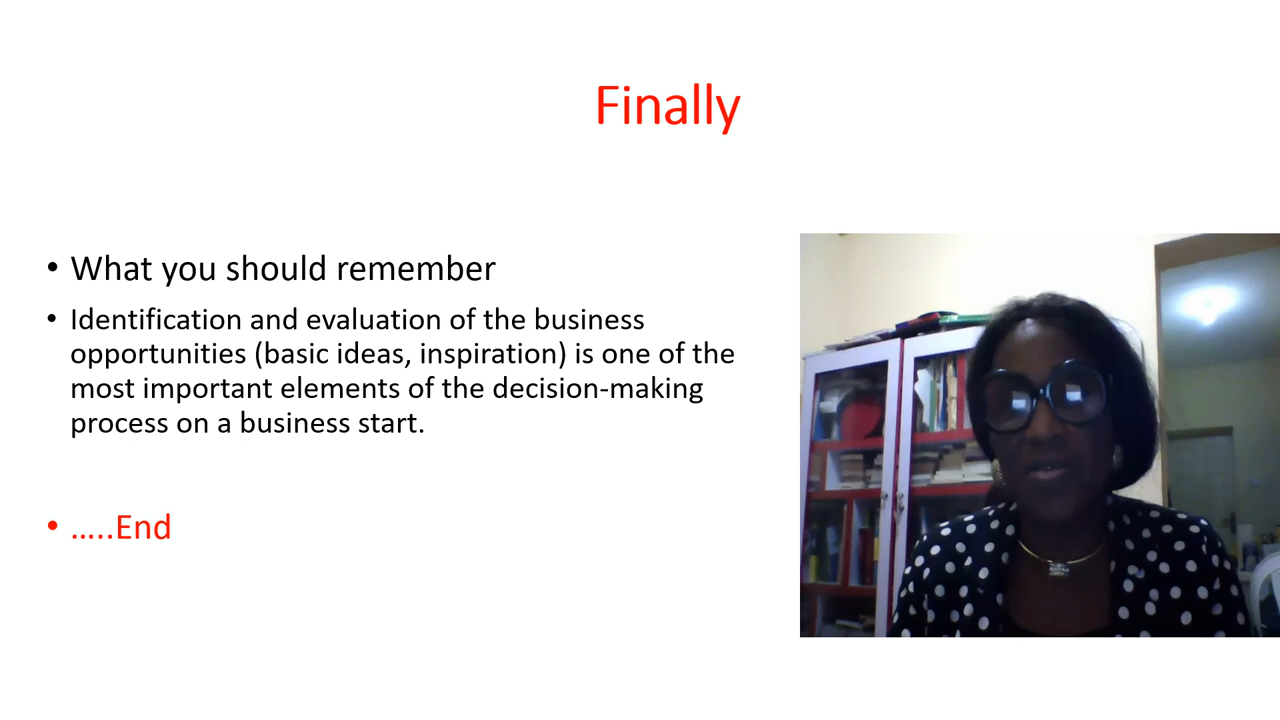 Finally
• What you should remember
• Identification and evaluation of the business
opportunities (basic ideas, inspiration) is one of the
most important elements of the decision-making
process on a business start.
• …..End